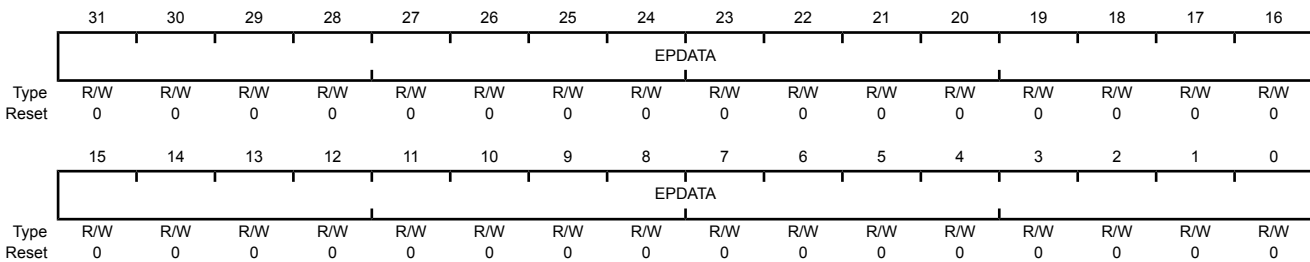 31 30 29 28 27 26 25 24 23 22 21 20 19 18 17 16
EPDATA
Type R/W R/W R/W R/W R/W R/W R/W R/W R/W R/W R/W R/W R/W R/W R/W R/W
Reset 0 0 0 0 0 0 0 0 0 0 0 0 0 0 0 0
15 14 13 12 11 10 9 8 7 6 5 4 3 2 1 0
EPDATA
Type R/W R/W R/W R/W R/W R/W R/W R/W R/W R/W R/W R/W R/W R/W R/W R/W
Reset 0 0 0 0 0 0 0 0 0 0 0 0 0 0 0 0